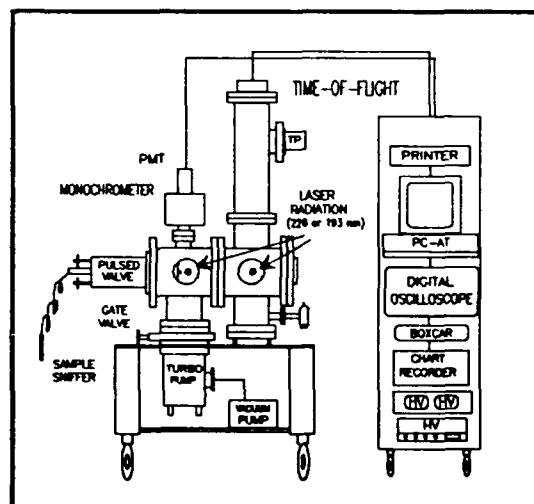 TIME-OF-FLIGHT
TP
PMT
MONOCHROMETER
LASER
RADIATION
(226 or 193 nm)
PULSED
VALVE
GATE
VALVE
SAMPLE
SNIFFER
TURBO
PUMP
VACUUM
PUMP
PRINTER
PC-AT
DIGITAL
OSCILLOSCOPE
BOXCAR
CHART
RECORDER
HV HV
HV